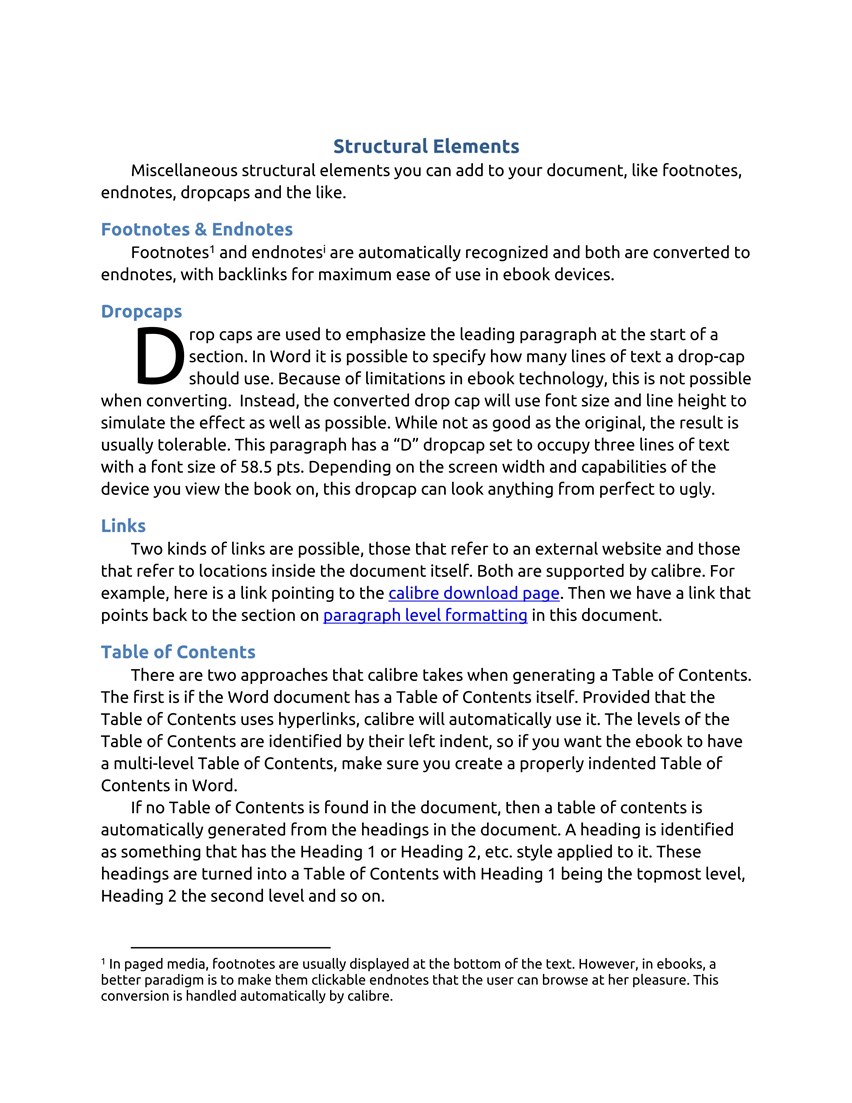 Structural Elements
Miscellaneous structural elements you can add to your document, like footnotes,
endnotes, dropcaps and the like.
Footnotes & Endnotes
Footnotes¹ and endnotesⁱ are automatically recognized and both are converted to
endnotes, with backlinks for maximum ease of use in ebook devices.
Dropcaps
Drop caps are used to emphasize the leading paragraph at the start of a
section. In Word it is possible to specify how many lines of text a drop-cap
should use. Because of limitations in ebook technology, this is not possible
when converting.  Instead, the converted drop cap will use font size and line height to
simulate the effect as well as possible. While not as good as the original, the result is
usually tolerable. This paragraph has a “D” dropcap set to occupy three lines of text
with a font size of 58.5 pts. Depending on the screen width and capabilities of the
device you view the book on, this dropcap can look anything from perfect to ugly.
Links
Two kinds of links are possible, those that refer to an external website and those
that refer to locations inside the document itself. Both are supported by calibre. For
example, here is a link pointing to the calibre download page. Then we have a link that
points back to the section on paragraph level formatting in this document.
Table of Contents
There are two approaches that calibre takes when generating a Table of Contents.
The first is if the Word document has a Table of Contents itself. Provided that the
Table of Contents uses hyperlinks, calibre will automatically use it. The levels of the
Table of Contents are identified by their left indent, so if you want the ebook to have
a multi-level Table of Contents, make sure you create a properly indented Table of
Contents in Word.
If no Table of Contents is found in the document, then a table of contents is
automatically generated from the headings in the document. A heading is identified
as something that has the Heading 1 or Heading 2, etc. style applied to it. These
headings are turned into a Table of Contents with Heading 1 being the topmost level,
Heading 2 the second level and so on.
¹ In paged media, footnotes are usually displayed at the bottom of the text. However, in ebooks, a
better paradigm is to make them clickable endnotes that the user can browse at her pleasure. This
conversion is handled automatically by calibre.